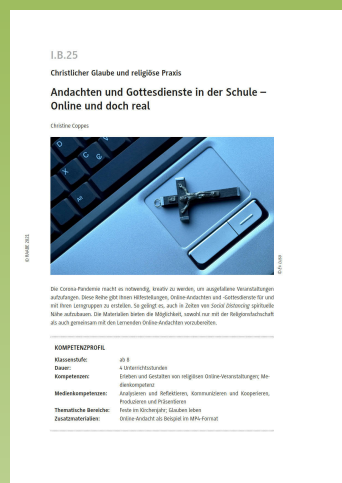 I.B.25
Christlicher Glaube und religiöse Praxis
Andachten und Gottesdienste in der Schule –
Online und doch real
Christine Coppes
© RAABE 2021
Die Corona-Pandemie macht es notwendig, kreativ zu werden, um ausgefallene Veranstaltungen
aufzufangen. Diese Reihe gibt Ihnen Hilfestellungen, Online-Andachten und -Gottesdienste für und
mit Ihren Lerngruppen zu erstellen. So gelingt es, auch in Zeiten von Social Distancing spirituelle
Nähe aufzubauen. Die Materialien bieten die Möglichkeit, sowohl nur mit der Religionsfachschaft
als auch gemeinsam mit den Lernenden Online-Andachten vorzubereiten.
KOMPETENZPROFIL
Klassenstufe: ab 8
Dauer: 4 Unterrichtsstunden
Kompetenzen: Erleben und Gestalten von religiösen Online-Veranstaltungen; Me-
dienkompetenz
Medienkompetenzen: Analysieren und Reflektieren, Kommunizieren und Kooperieren,
Produzieren und Präsentieren
Thematische Bereiche: Feste im Kirchenjahr; Glauben leben
Zusatzmaterialien: Online-Andacht als Beispiel im MP4-Format